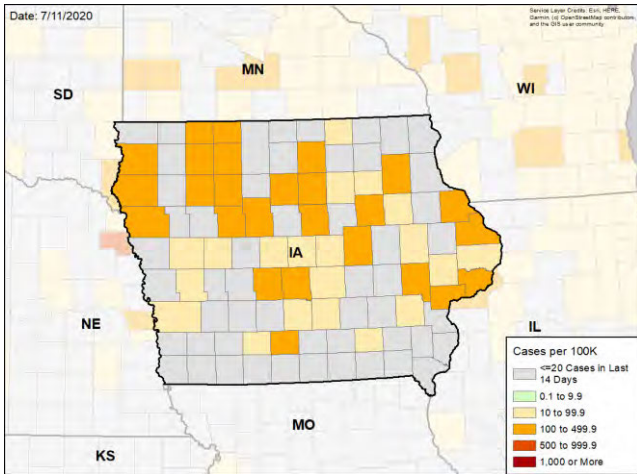 Date: 7/11/2020
Service Layer Credits: Esri, HERE,
Garmin, (c) OpenStreetMap contributors,
and the GIS user community
MN
SD
WI
IA
NE
IL
MO
KS
Cases per 100K
<=20 Cases in Last
14 Days
0.1 to 9.9
10 to 99.9
100 to 499.9
500 to 999.9
1,000 or More